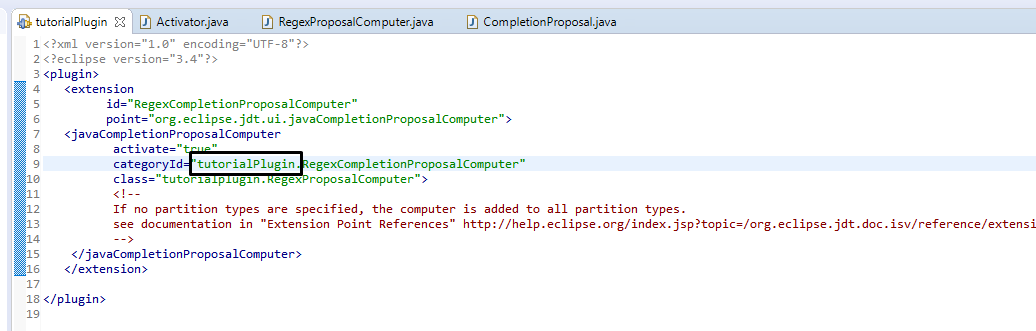 tutorialPlugin Activator.java RegexProposalComputer.java CompletionProposal.java
1 <?xml version="1.0" encoding="UTF-8"?>
2 <?eclipse version="3.4"?>
3 <plugin>
4 <extension
5 id="RegexCompletionProposalComputer"
6 point="org.eclipse.jdt.ui.javaCompletionProposalComputer">
7 <javaCompletionProposalComputer
8 activate="true"
9 categoryId="tutorialPlugin.RegexCompletionProposalComputer"
10 class="tutorialplugin.RegexProposalComputer">
11 <!--
12 If no partition types are specified, the computer is added to all partition types.
13 see documentation in "Extension Point References" http://help.eclipse.org/index.jsp?topic=/org.eclipse.jdt.doc.isv/reference/extensio
14 -->
15 </javaCompletionProposalComputer>
16 </extension>
17
18 </plugin>
19